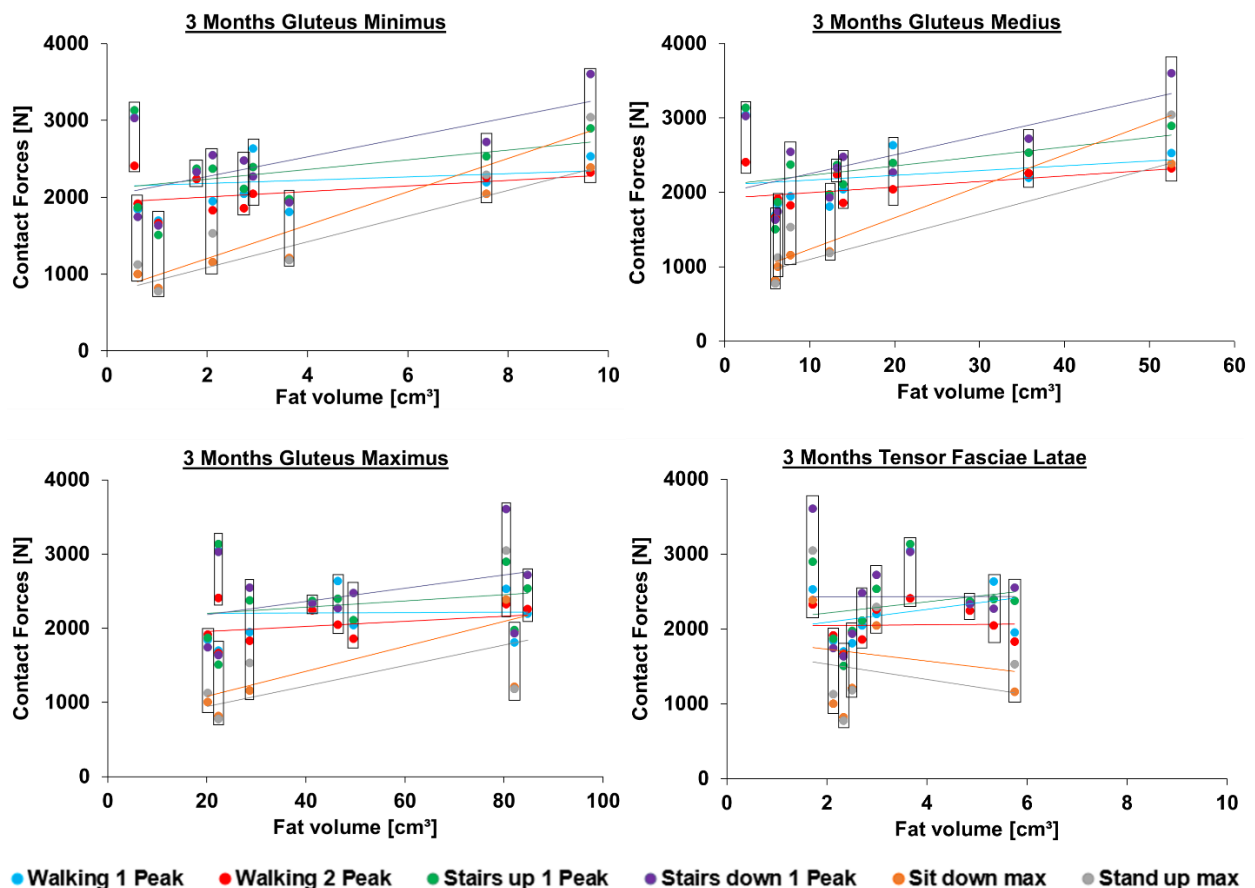 3 Months Gluteus Minimus
4000
3000
2000
1000
0
Contact Forces [N]
0 2 4 6 8 10
Fat volume [cm³]
3 Months Gluteus Medius
4000
3000
2000
1000
0
Contact Forces [N]
0 10 20 30 40 50 60
Fat volume [cm³]
3 Months Gluteus Maximus
4000
3000
2000
1000
0
Contact Forces [N]
0 20 40 60 80 100
Fat volume [cm³]
3 Months Tensor Fasciae Latae
4000
3000
2000
1000
0
Contact Forces [N]
0 2 4 6 8 10
Fat volume [cm³]
Walking 1 Peak Walking 2 Peak Stairs up 1 Peak Stairs down 1 Peak Sit down max Stand up max